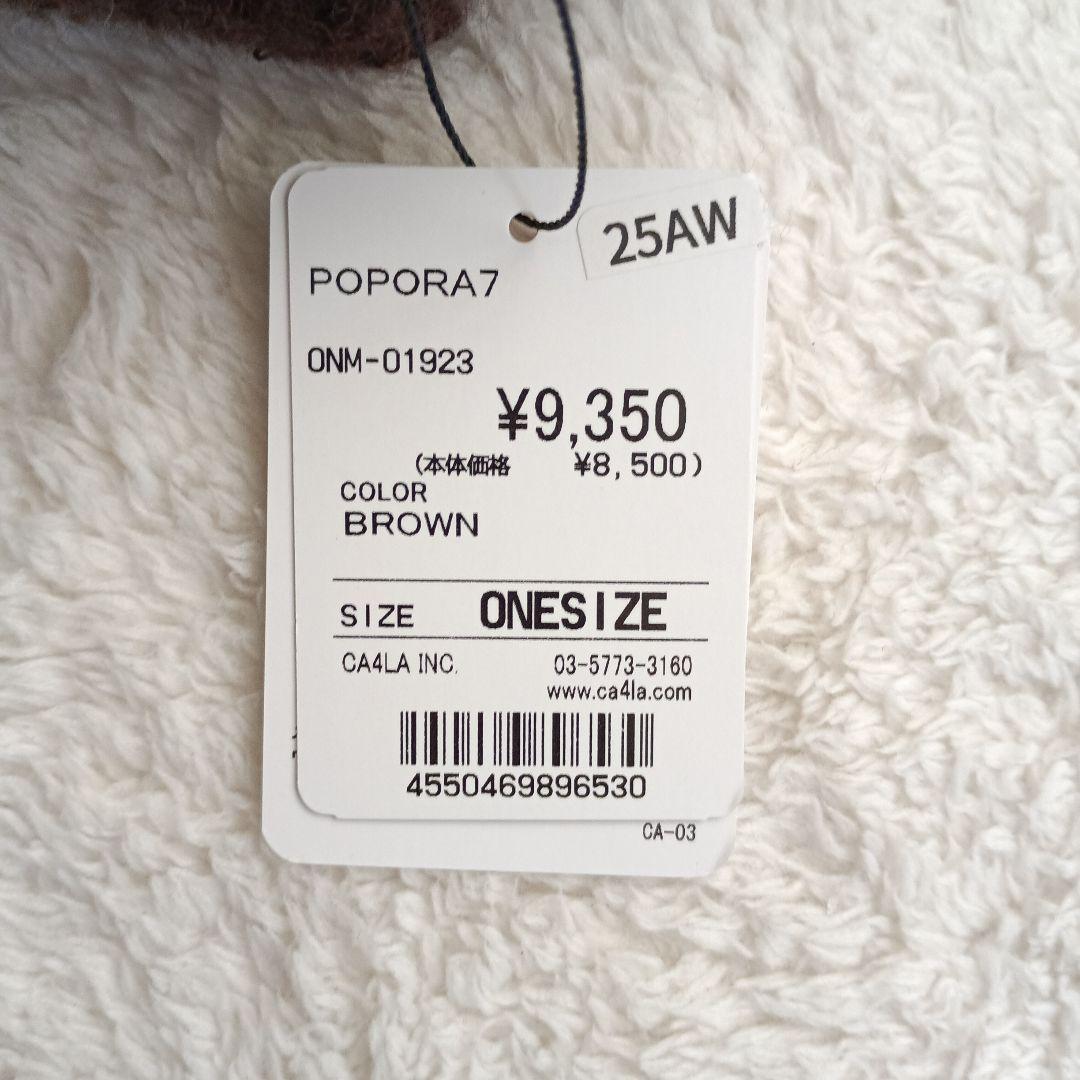 25AW
POPORA7
ONM-01923
¥9,350
(本体価格 ¥8,500)
COLOR
BROWN
SIZE ONESIZE
CA4LA INC. 03-5773-3160
www.ca4la.com
4550469896530
CA-03